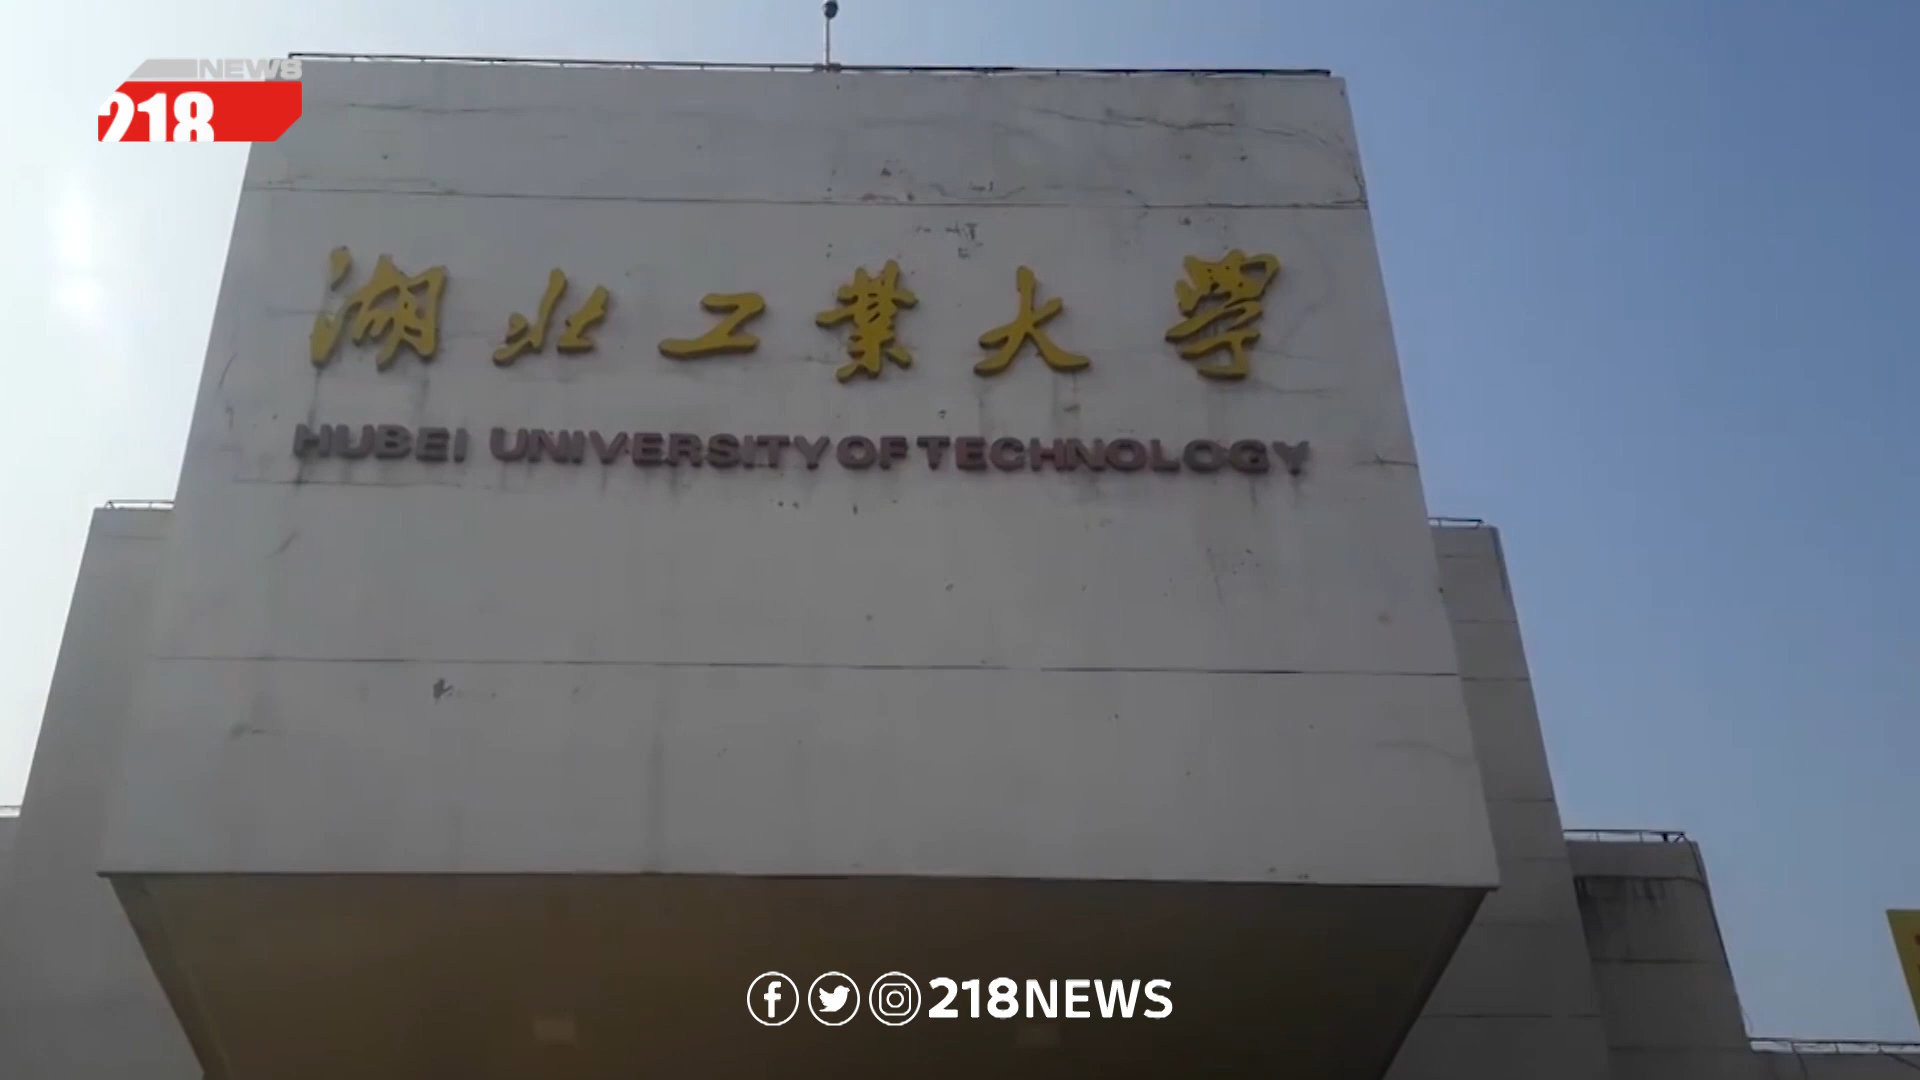 NEWS
218
湖北工業大學
HUBEI UNIVERSITY OF TECHNOLOGY
218NEWS